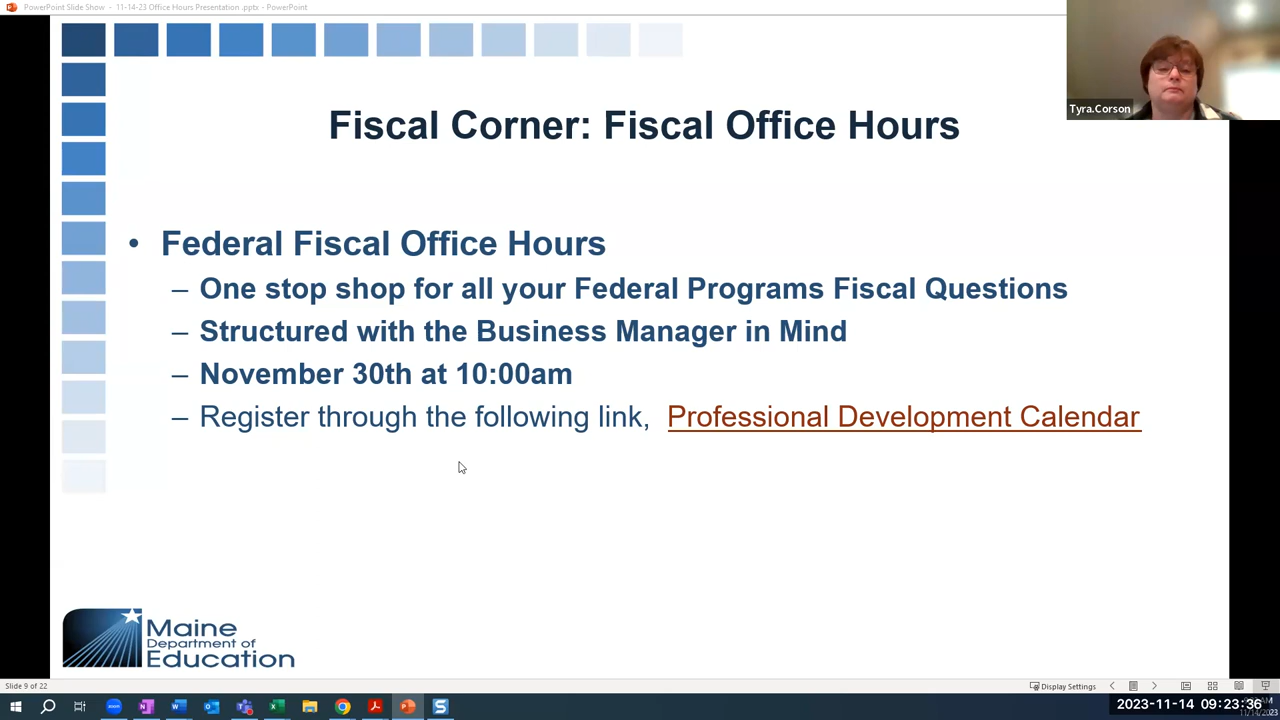 PowerPoint Slide Show - 11-14-23 Office Hours Presentation .pptx - PowerPoint
Tyra.Corson
Fiscal Corner: Fiscal Office Hours
• Federal Fiscal Office Hours
– One stop shop for all your Federal Programs Fiscal Questions
– Structured with the Business Manager in Mind
– November 30th at 10:00am
– Register through the following link, Professional Development Calendar
Maine
Department of
Education
Slide 9 of 22
Display Settings
2023-11-14 09:23:36